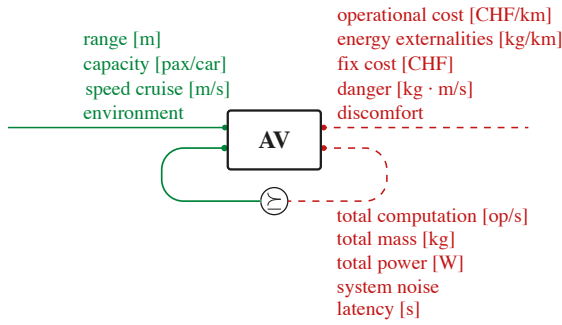 operational cost [CHF/km]
range [m]
energy externalities [kg/km]
capacity [pax/car]
fix cost [CHF]
speed cruise [m/s]
danger [kg · m/s]
environment
discomfort
AV
⪰
total computation [op/s]
total mass [kg]
total power [W]
system noise
latency [s]